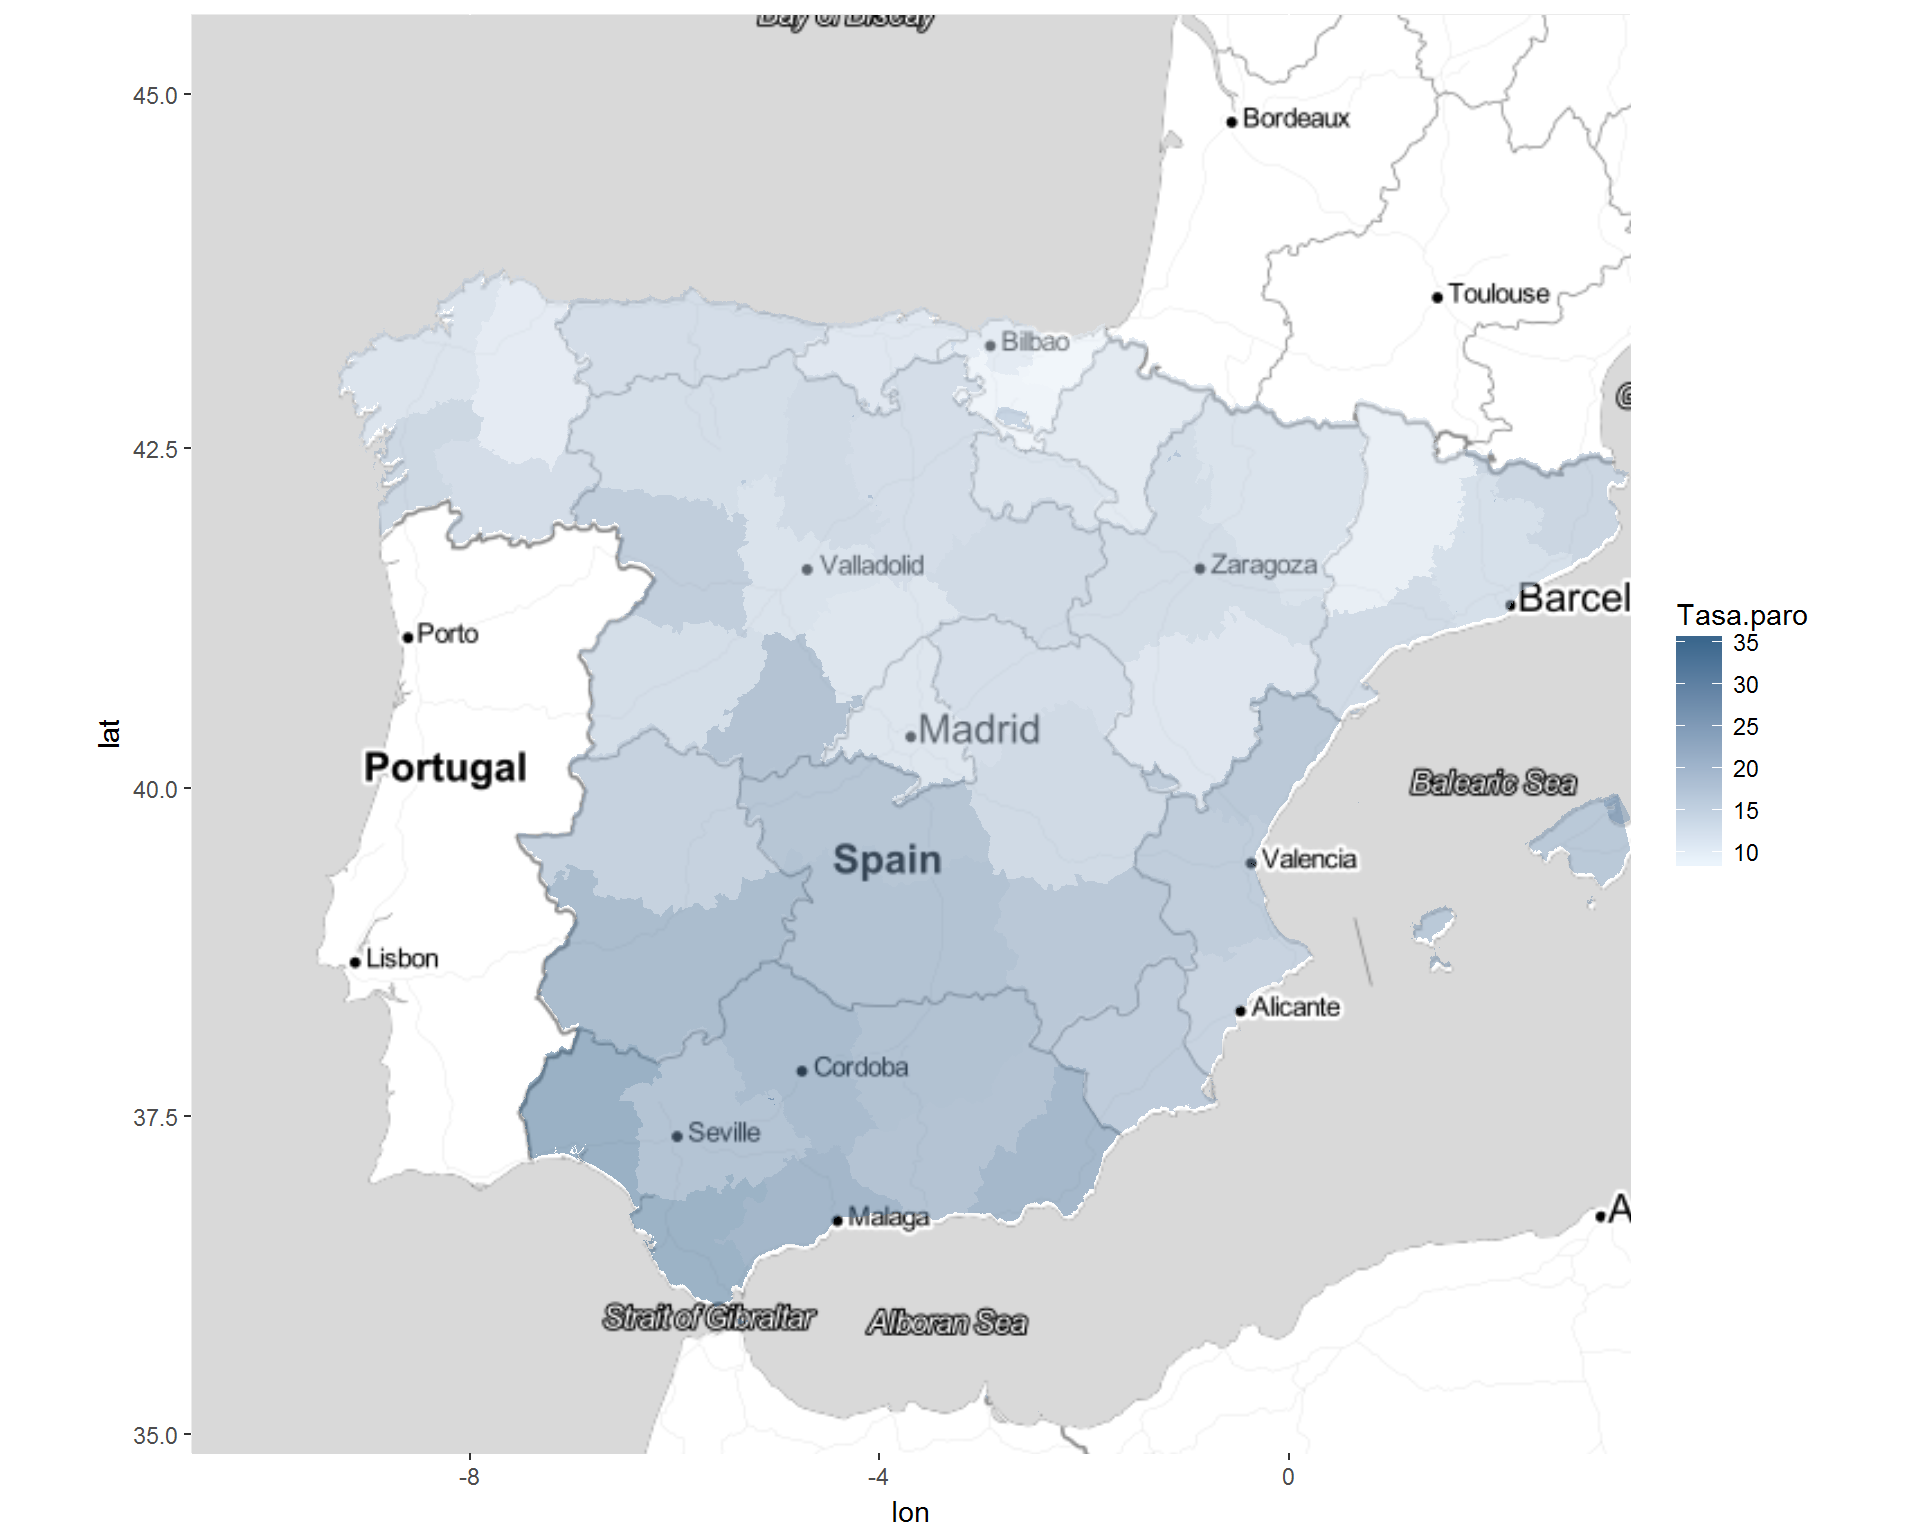 Bay of Biscay
45.0
Bordeaux
Toulouse
Bilbao
G
42.5
Valladolid
Zaragoza
Barcel
Tasa.paro
Porto
35
30
25
20
15
10
Madrid
lat
Portugal
Balearic Sea
40.0
Spain
Valencia
Lisbon
Alicante
Cordoba
37.5
Seville
Malaga
A
Strait of Gibraltar
Alboran Sea
35.0
-8
-4
0
lon